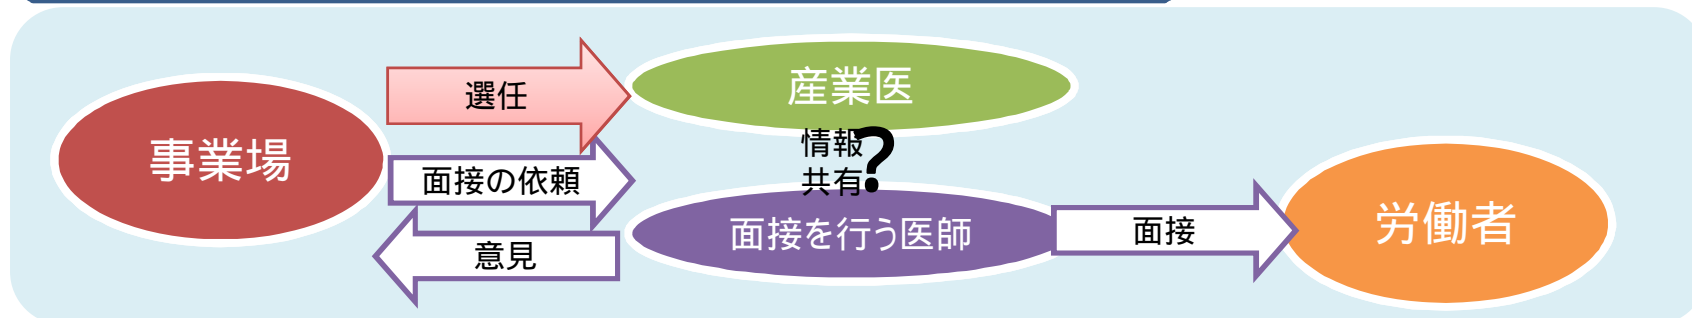 選任
産業医
事業場
情報
共有
?
面接の依頼
面接を行う医師
面接
労働者
意見